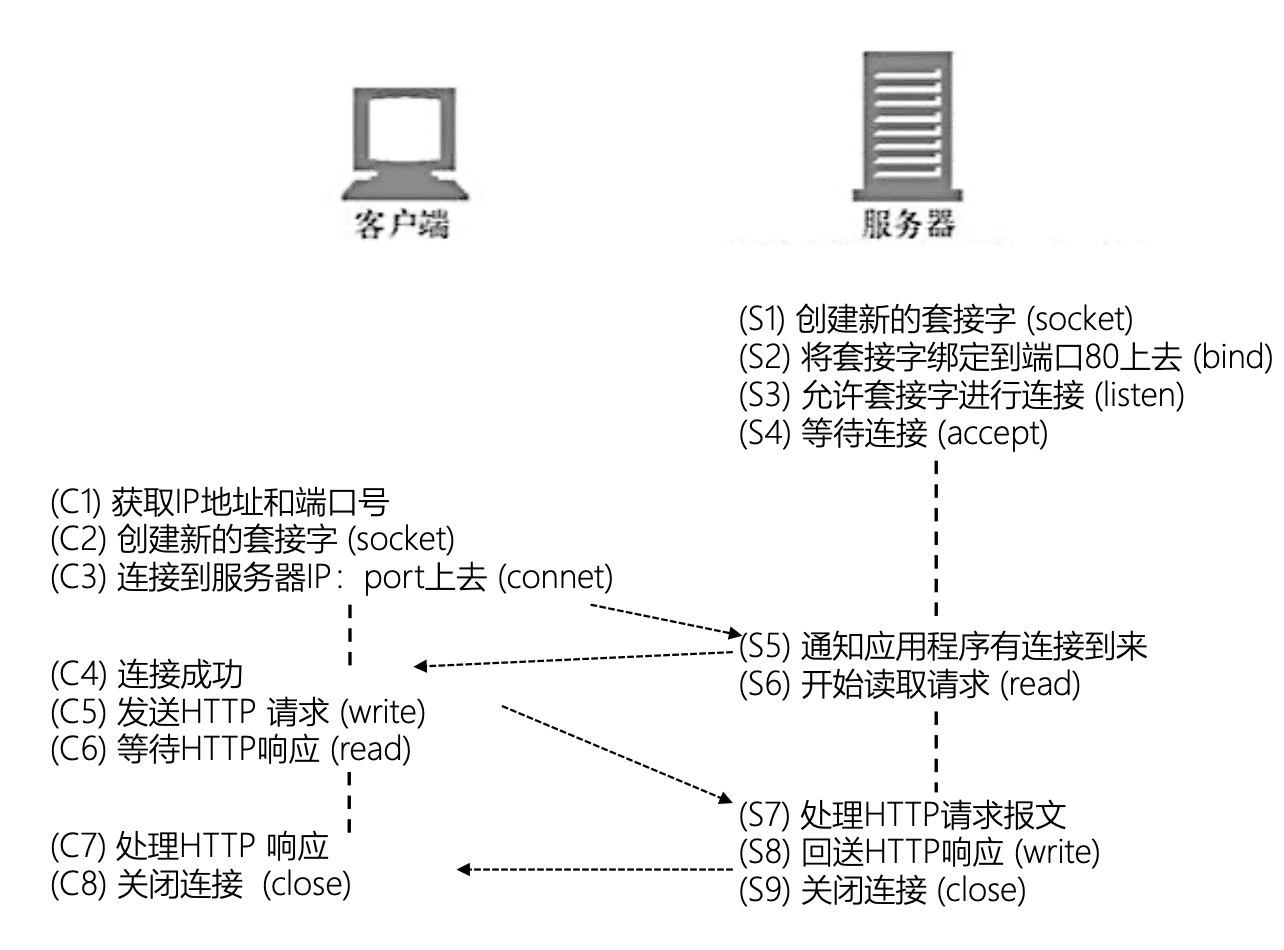 客户端
服务器
(S1) 创建新的套接字 (socket)
(S2) 将套接字绑定到端口80上去 (bind)
(S3) 允许套接字进行连接 (listen)
(S4) 等待连接 (accept)
(C1) 获取IP地址和端口号
(C2) 创建新的套接字 (socket)
(C3) 连接到服务器IP：port上去 (connet)
(S5) 通知应用程序有连接到来
(S6) 开始读取请求 (read)
(C4) 连接成功
(C5) 发送HTTP 请求 (write)
(C6) 等待HTTP响应 (read)
(S7) 处理HTTP请求报文
(S8) 回送HTTP响应 (write)
(S9) 关闭连接 (close)
(C7) 处理HTTP 响应
(C8) 关闭连接 (close)